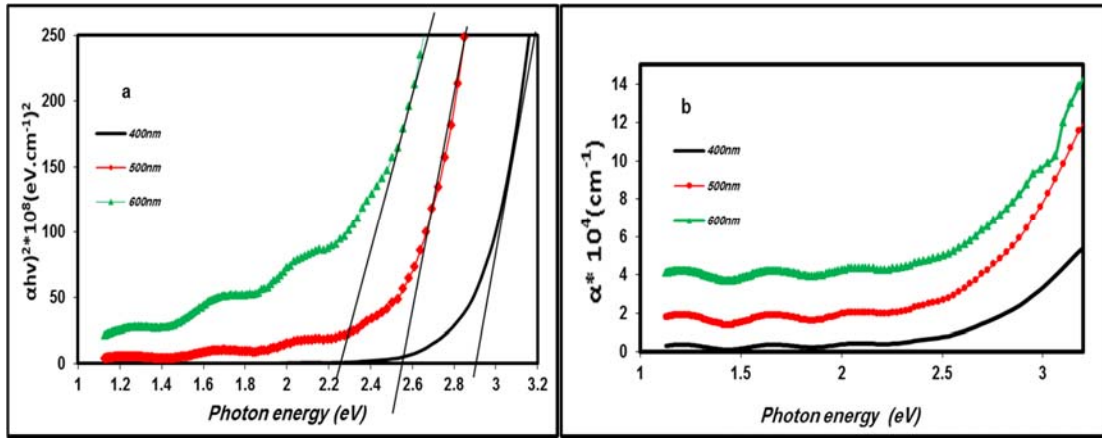 αhν)²*10⁸(eV.cm⁻¹)²
250
200
150
100
50
0
a
400nm
500nm
600nm
1 1.2 1.4 1.6 1.8 2 2.2 2.4 2.6 2.8 3 3.2
Photon energy (eV)
α* 10⁴(cm⁻¹)
14
12
10
8
6
4
2
0
b
400nm
500nm
600nm
1 1.5 2 2.5 3
Photon energy (eV)